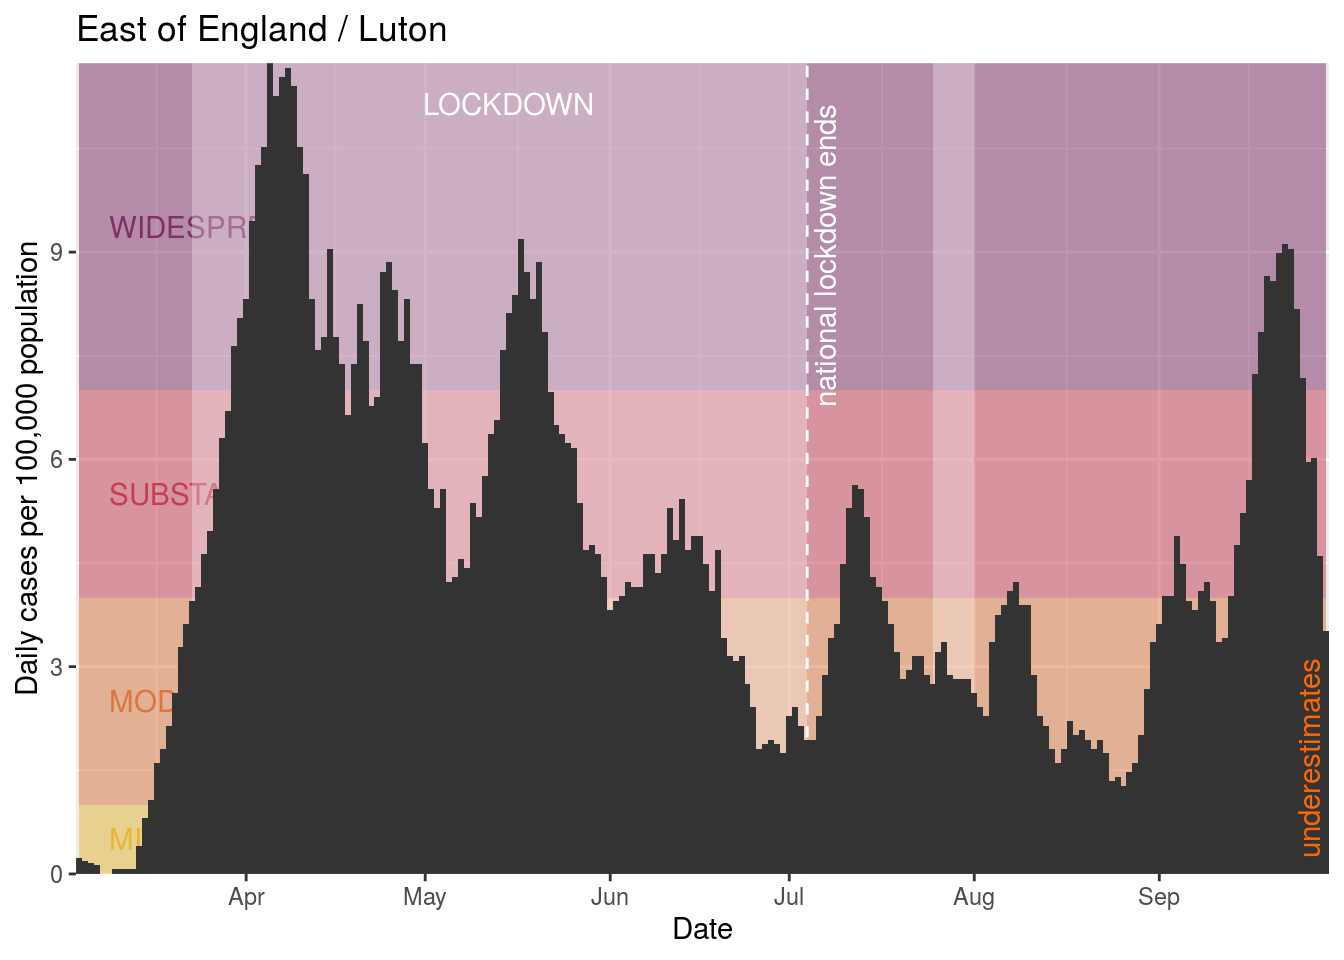 East of England / Luton
LOCKDOWN
national lockdown ends
WIDESPRE
SUBSTA
MOD
MI
underestimates
Daily cases per 100,000 population
9
6
3
0
Apr
May
Jun
Jul
Aug
Sep
Date